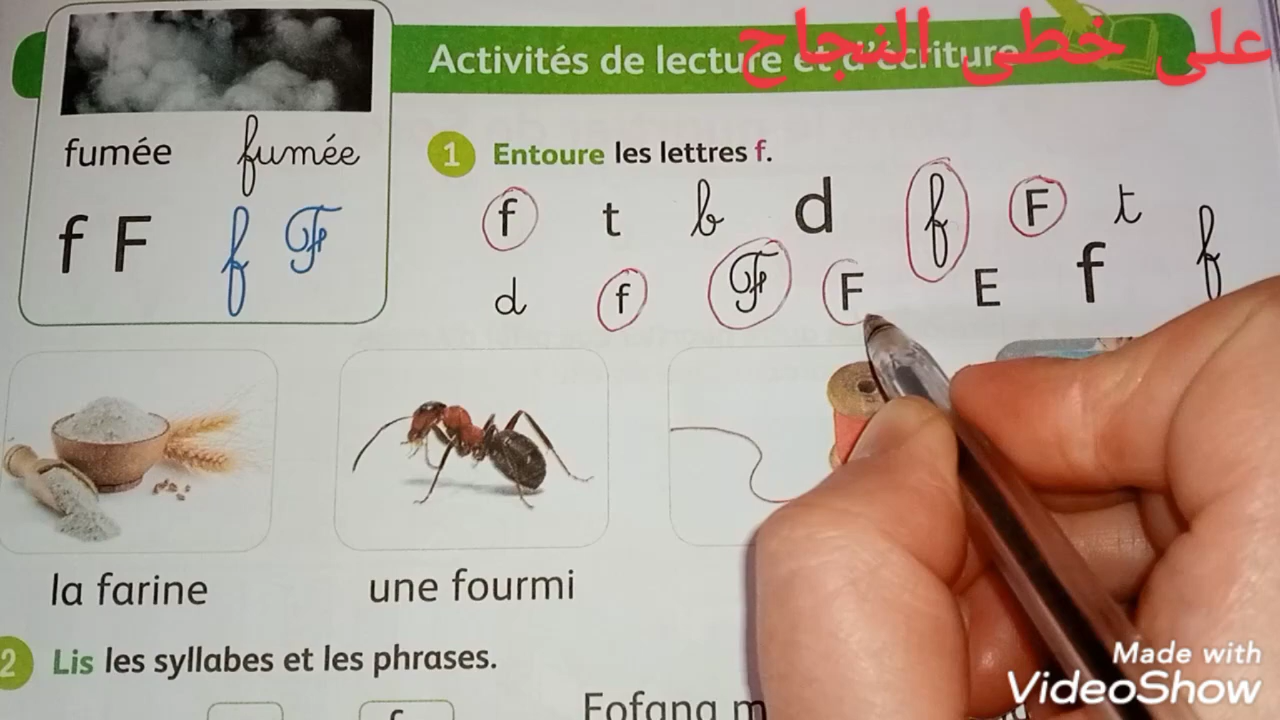 على خطى النجاح
Activités de lecture et d'écriture
fumée fumée
f F f F
1 Entoure les lettres f.
f t b d f F t
d f F F E f f
la farine
une fourmi
2 Lis les syllabes et les phrases.
Fofana m
Made with
VideoShow